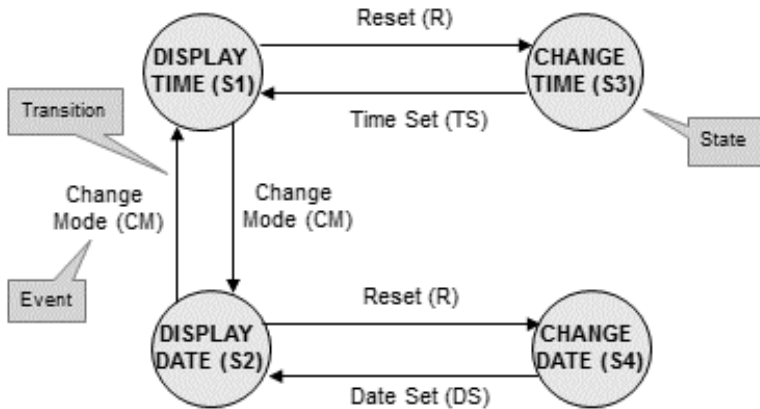 Reset (R)
DISPLAY
TIME (S1)
CHANGE
TIME (S3)
Transition
Time Set (TS)
State
Change
Mode (CM)
Change
Mode (CM)
Event
Reset (R)
DISPLAY
DATE (S2)
CHANGE
DATE (S4)
Date Set (DS)